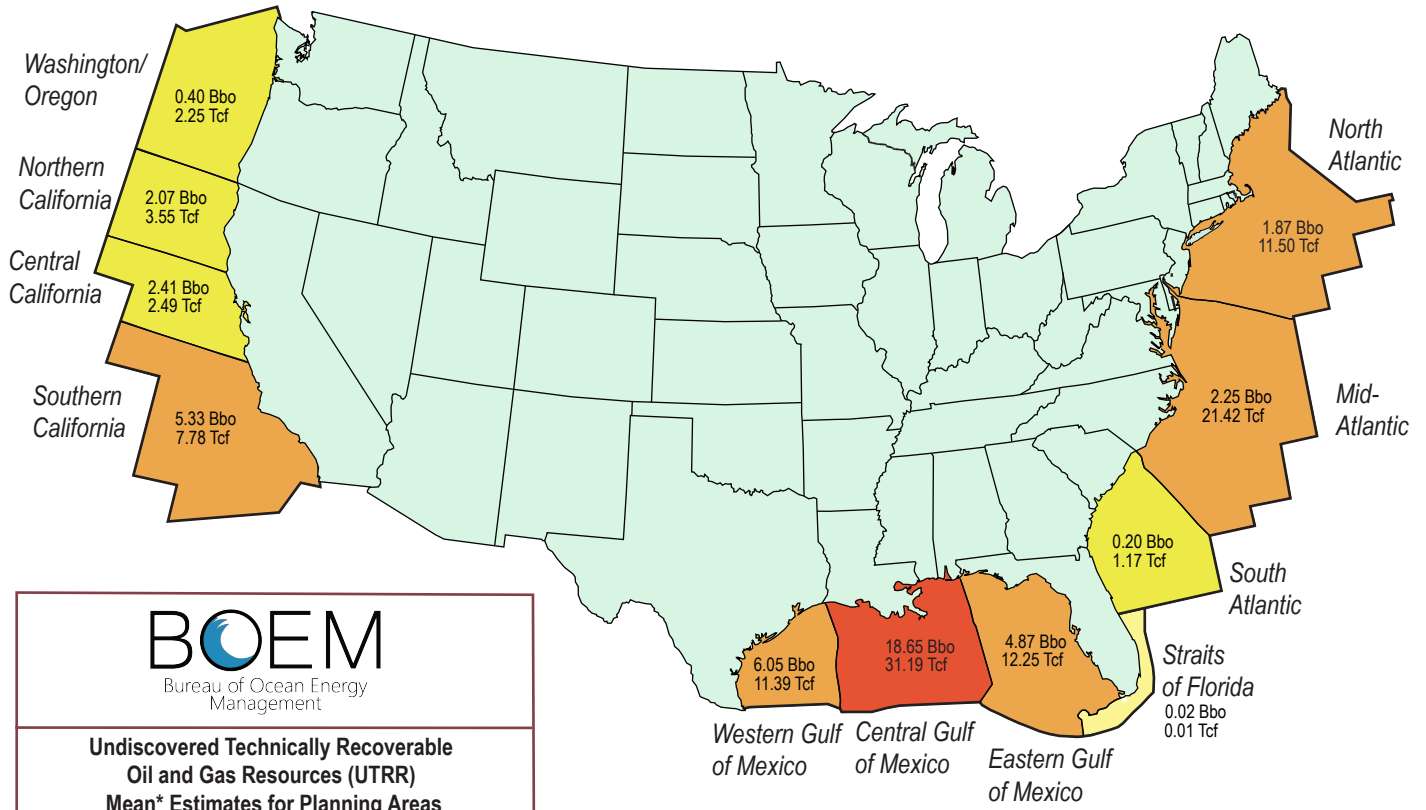 Washington/
Oregon
0.40 Bbo
2.25 Tcf
Northern
California
2.07 Bbo
3.55 Tcf
Central
California
2.41 Bbo
2.49 Tcf
Southern
California
5.33 Bbo
7.78 Tcf
North
Atlantic
1.87 Bbo
11.50 Tcf
Mid-
Atlantic
2.25 Bbo
21.42 Tcf
0.20 Bbo
1.17 Tcf
South
Atlantic
Straits
of Florida
0.02 Bbo
0.01 Tcf
6.05 Bbo
11.39 Tcf
Western Gulf
of Mexico
18.65 Bbo
31.19 Tcf
Central Gulf
of Mexico
4.87 Bbo
12.25 Tcf
Eastern Gulf
of Mexico
BOEM
Bureau of Ocean Energy
Management
Undiscovered Technically Recoverable
Oil and Gas Resources (UTRR)
Mean* Estimates for Planning Areas